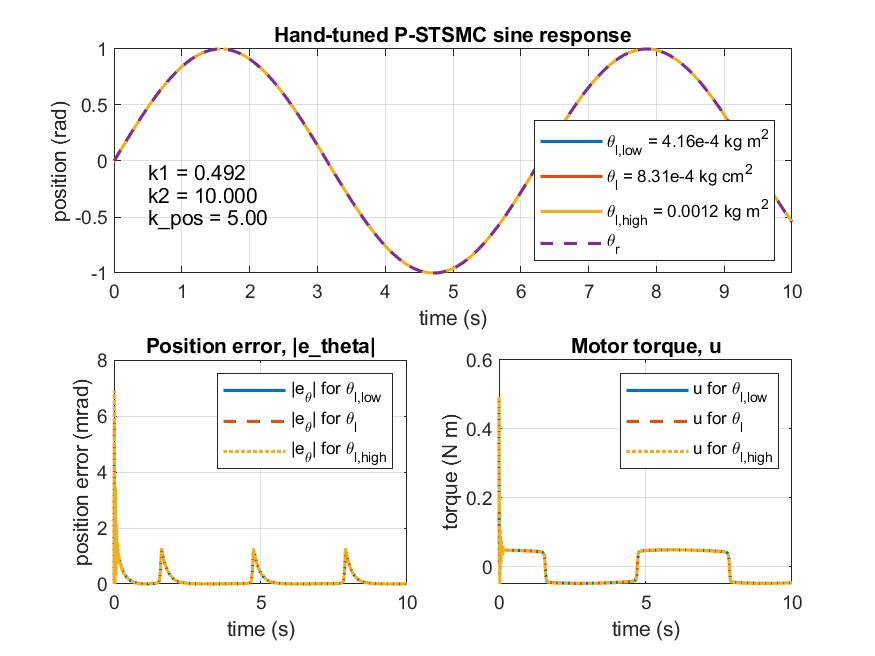 Hand-tuned P-STSMC sine response
1
0.5
0
-0.5
-1
position (rad)
k1 = 0.492
k2 = 10.000
k_pos = 5.00
θl,low = 4.16e-4 kg m2
θl = 8.31e-4 kg cm2
θl,high = 0.0012 kg m2
θr
0 1 2 3 4 5 6 7 8 9 10
time (s)
Position error, |e_theta|
8
6
4
2
0
position error (mrad)
|eθ| for θl,low
|eθ| for θl
|eθ| for θl,high
0 5 10
time (s)
Motor torque, u
0.6
0.4
0.2
0
torque (N m)
u for θl,low
u for θl
u for θl,high
0 5 10
time (s)